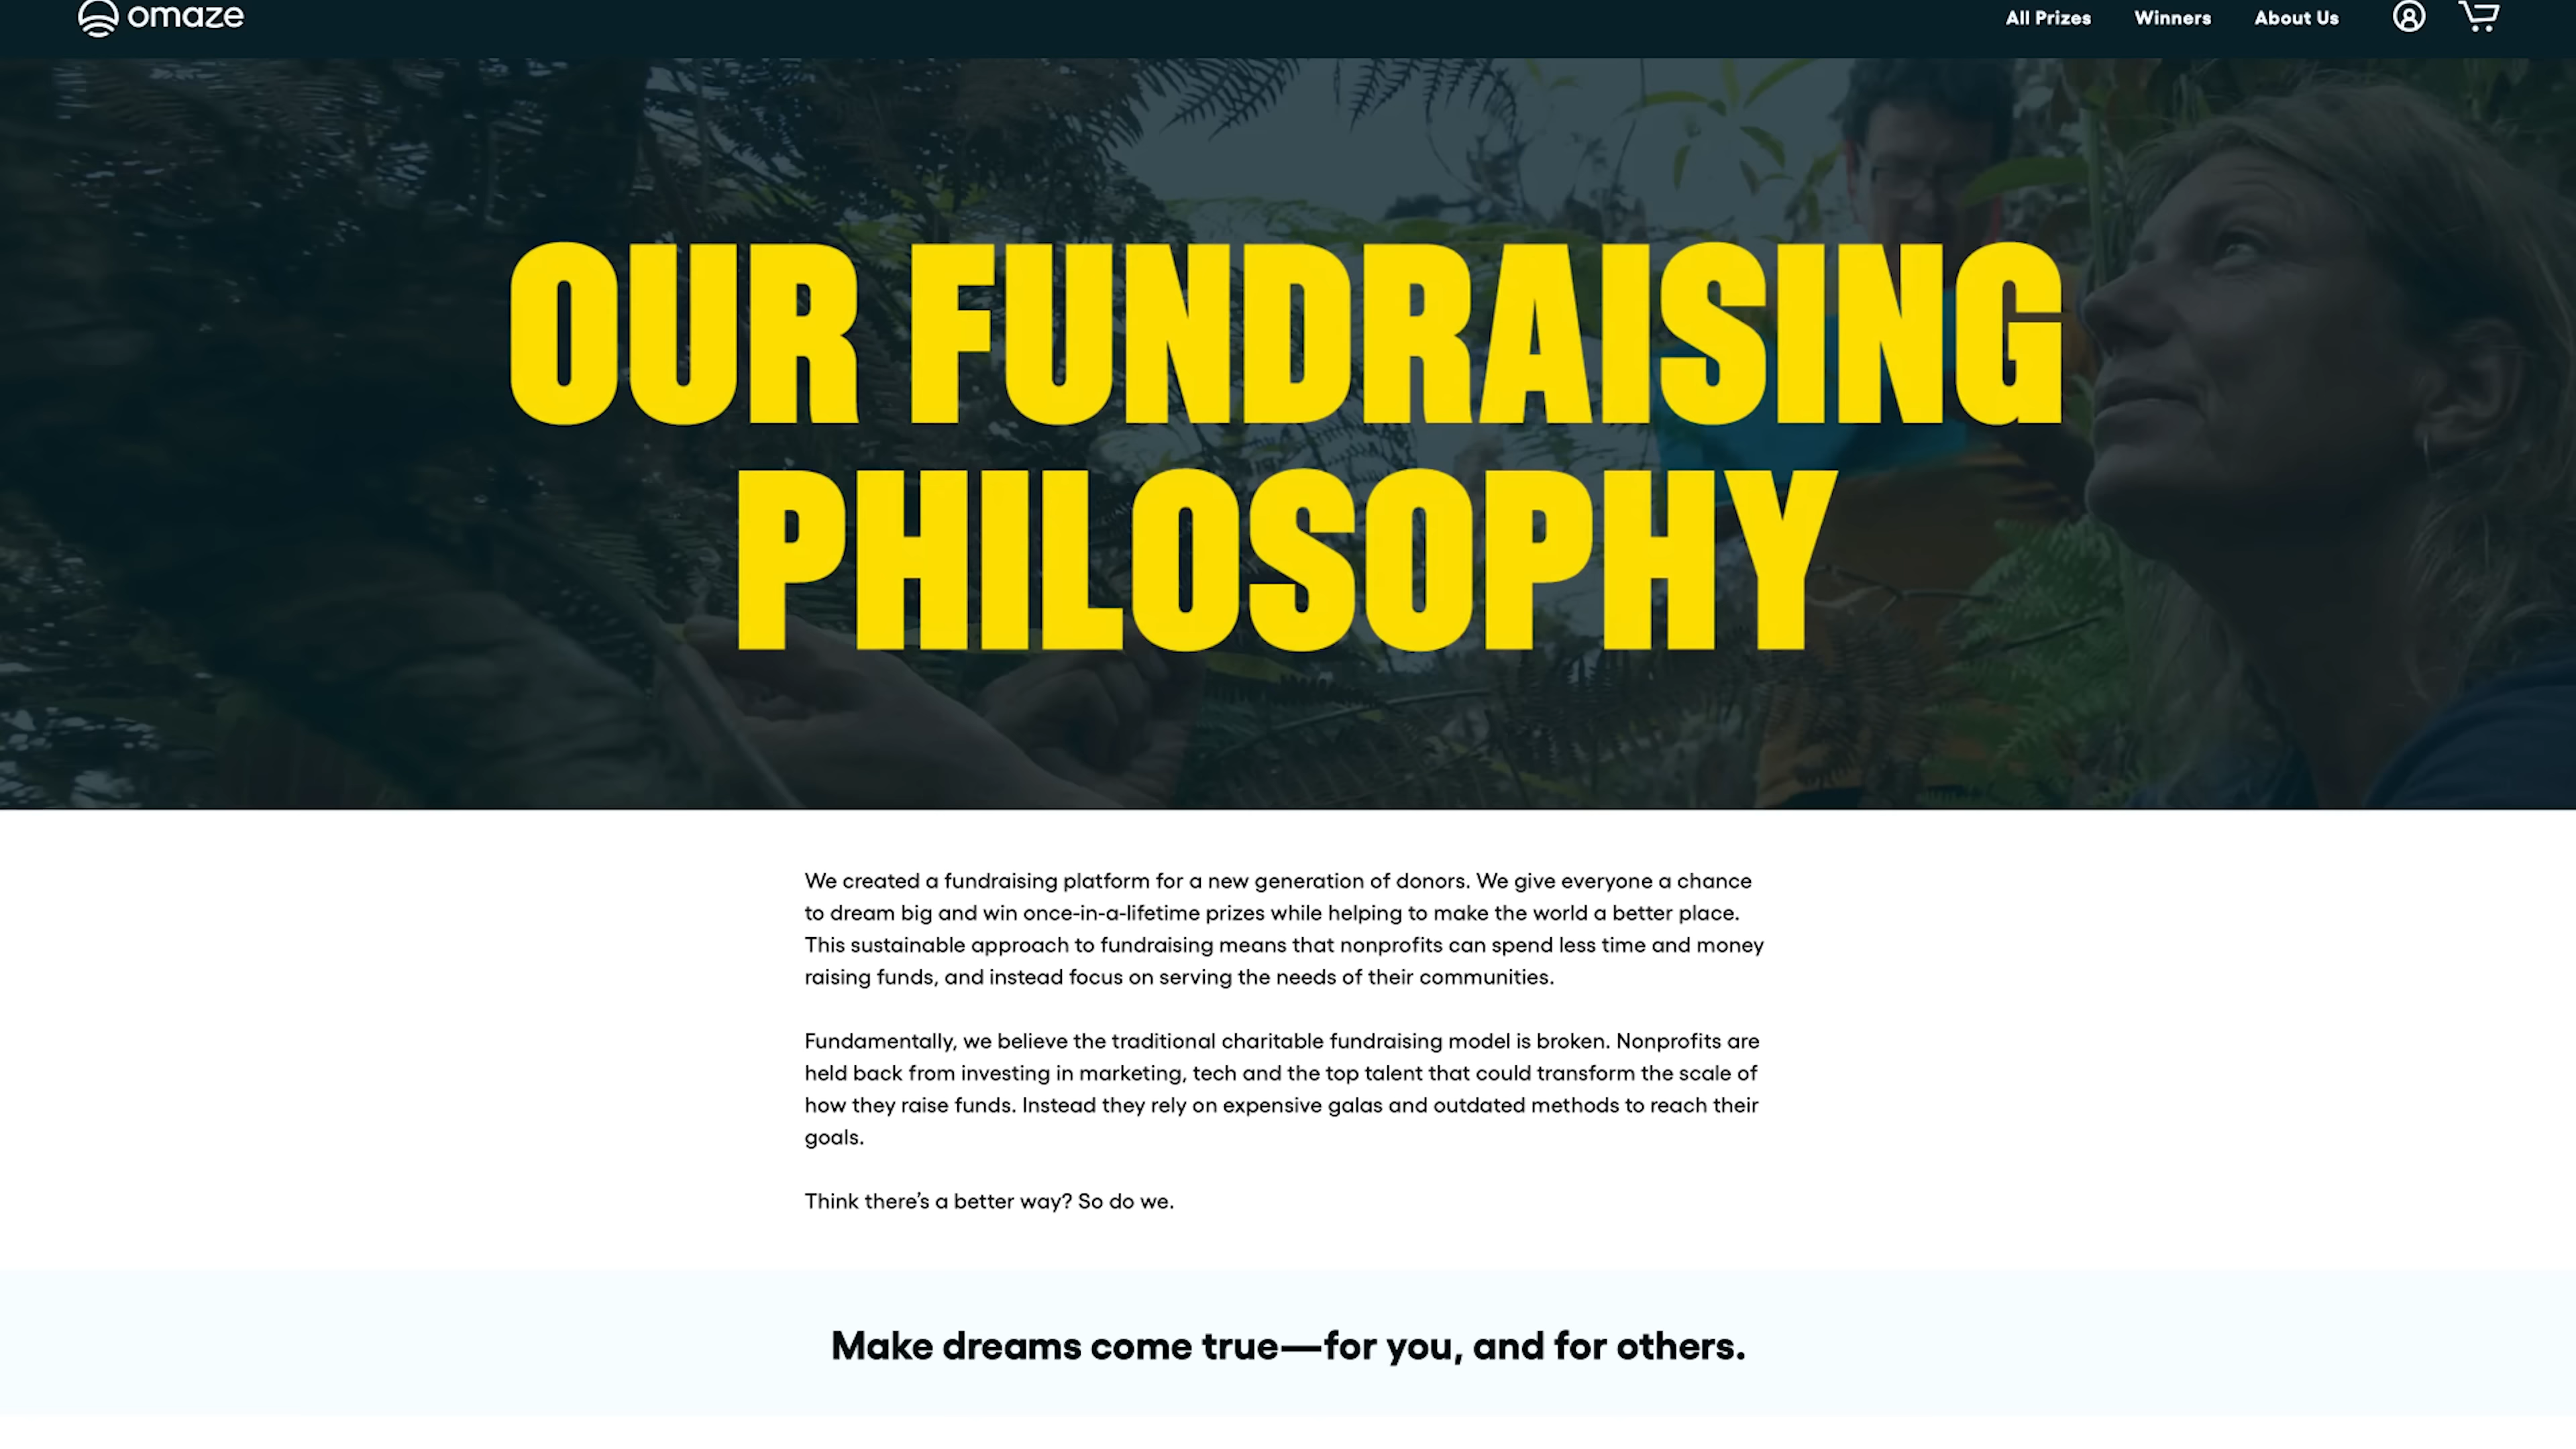 omaze
All Prizes
Winners
About Us
OUR FUNDRAISING
PHILOSOPHY
We created a fundraising platform for a new generation of donors. We give everyone a chance
to dream big and win once-in-a-lifetime prizes while helping to make the world a better place.
This sustainable approach to fundraising means that nonprofits can spend less time and money
raising funds, and instead focus on serving the needs of their communities.
Fundamentally, we believe the traditional charitable fundraising model is broken. Nonprofits are
held back from investing in marketing, tech and the top talent that could transform the scale of
how they raise funds. Instead they rely on expensive galas and outdated methods to reach their
goals.
Think there’s a better way? So do we.
Make dreams come true—for you, and for others.